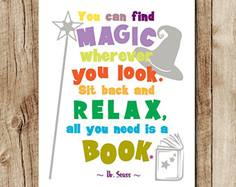 You can find
MAGIC
wherever
you look.
Sit back and
RELAX,
all you need is a
BOOK.
~ Dr. Seuss ~